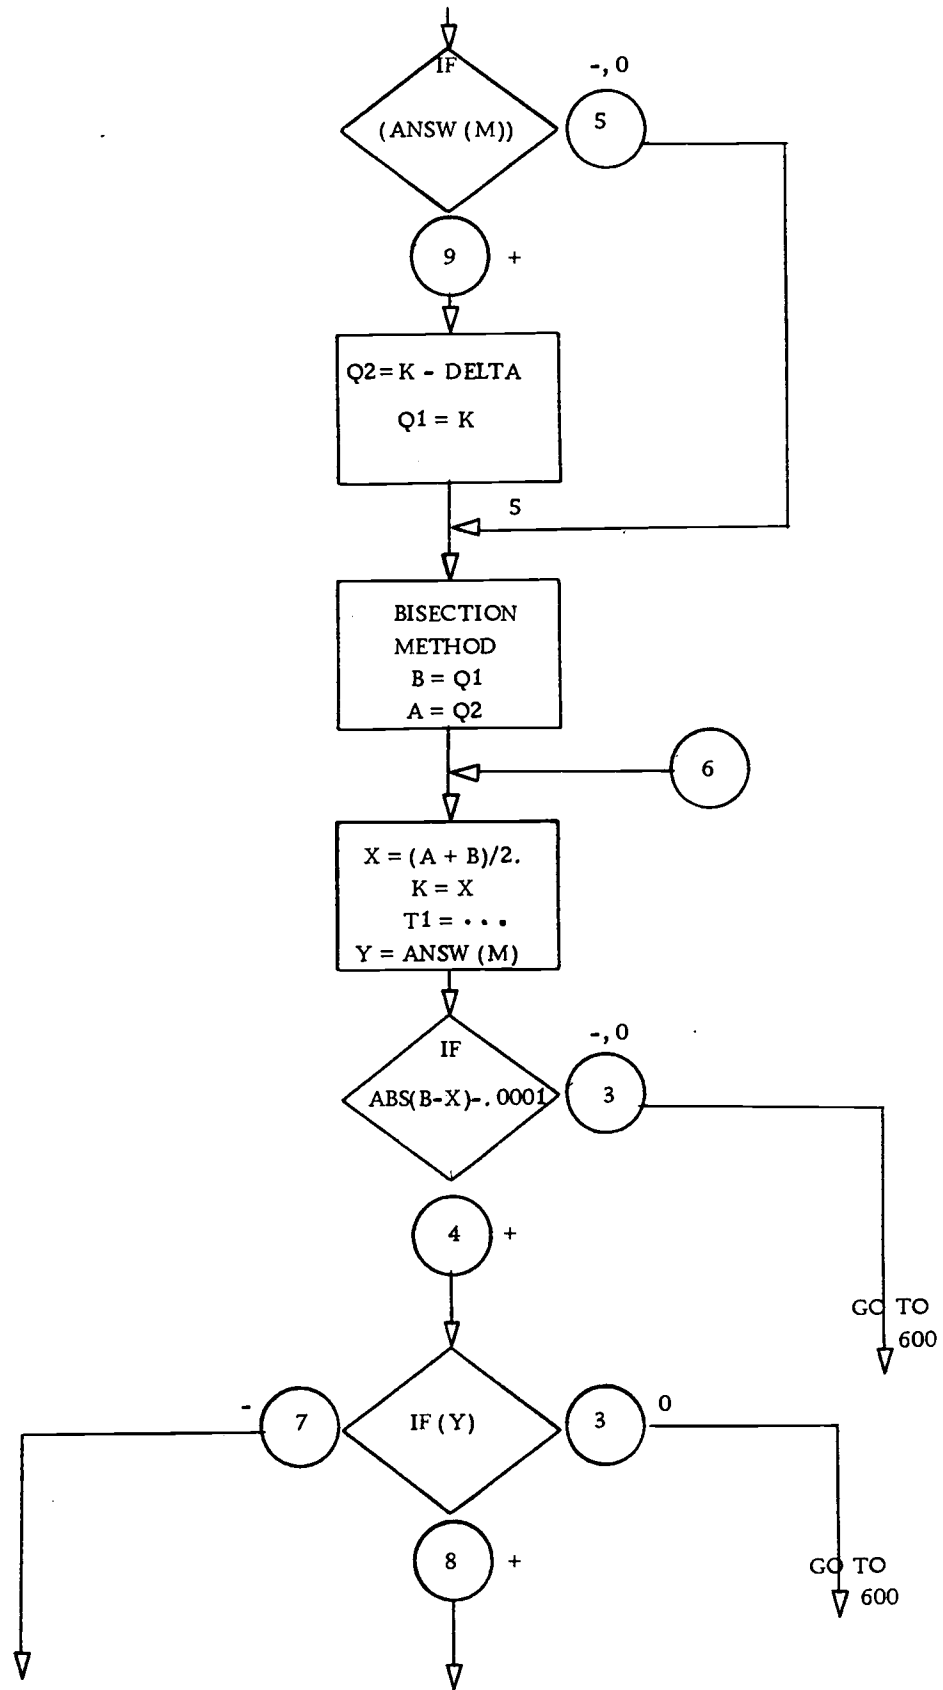 IF
-, 0
(ANSW (M))
5
9
+
Q2 = K - DELTA
Q1 = K
5
BISECTION
METHOD
B = Q1
A = Q2
6
X = (A + B)/2.
K = X
T1 = ...
Y = ANSW (M)
-, 0
IF
ABS(B-X)-.0001
3
4
+
GO TO
600
-
7
IF (Y)
3
0
8
+
GO TO
600